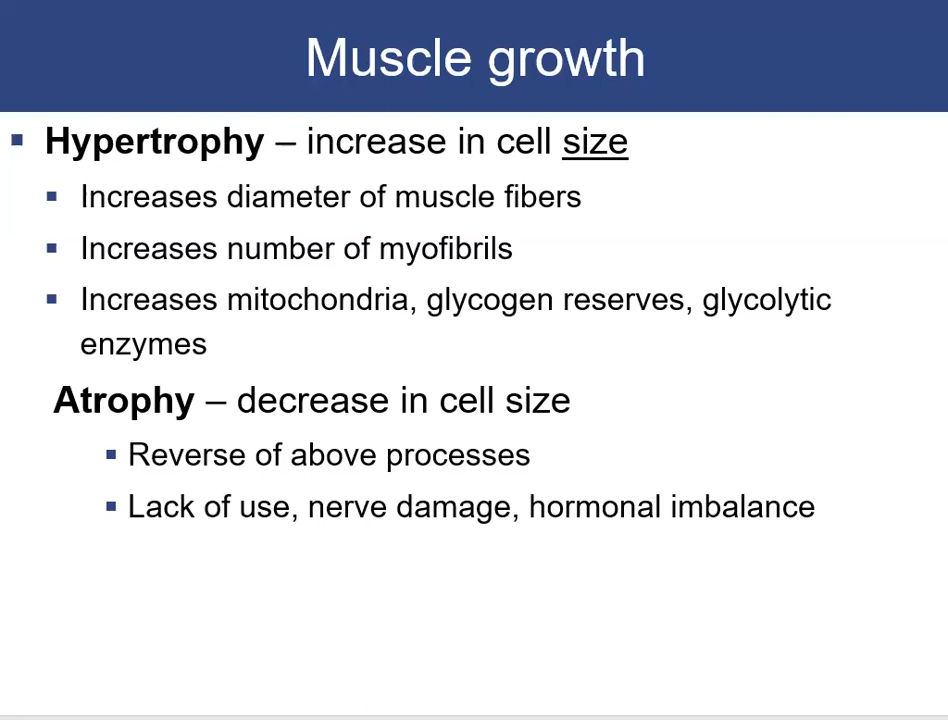 Muscle growth
▪ Hypertrophy – increase in cell size
▪ Increases diameter of muscle fibers
▪ Increases number of myofibrils
▪ Increases mitochondria, glycogen reserves, glycolytic
enzymes
Atrophy – decrease in cell size
▪ Reverse of above processes
▪ Lack of use, nerve damage, hormonal imbalance